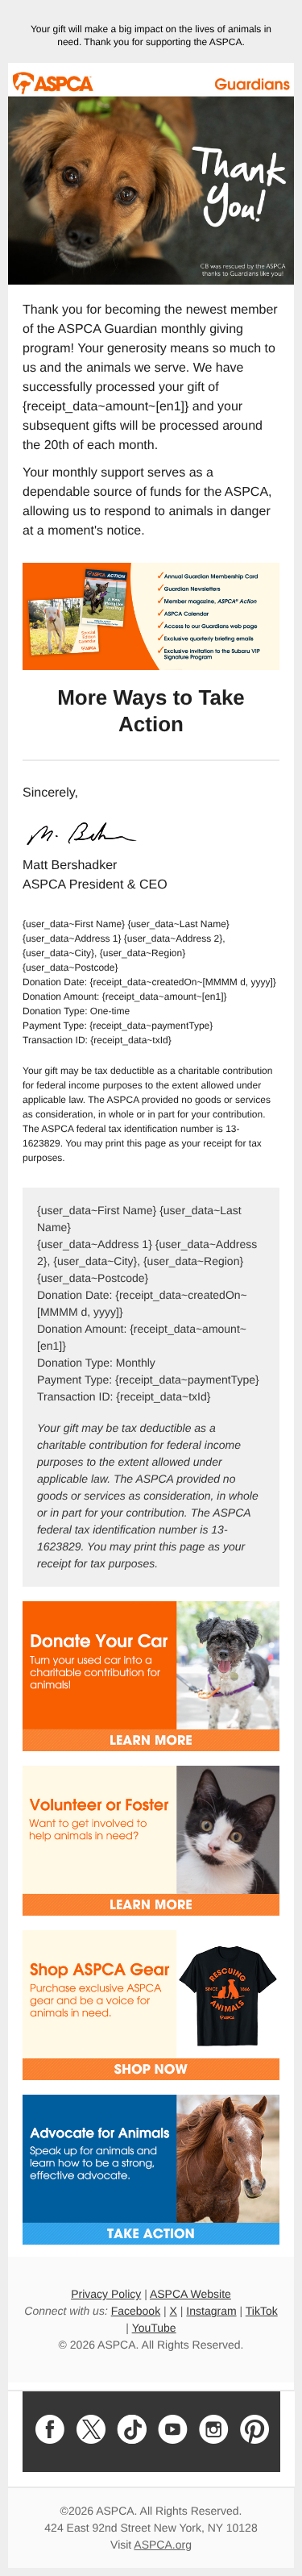 Your gift will make a big impact on the lives of animals in
need. Thank you for supporting the ASPCA.
ASPCA
Guardians
Thank
You!
CB was rescued by the ASPCA
thanks to Guardians like you!
Thank you for becoming the newest member
of the ASPCA Guardian monthly giving
program! Your generosity means so much to
us and the animals we serve. We have
successfully processed your gift of
{receipt_data~amount~[en1]} and your
subsequent gifts will be processed around
the 20th of each month.
Your monthly support serves as a
dependable source of funds for the ASPCA,
allowing us to respond to animals in danger
at a moment's notice.
ASPCA ACTION
✓Annual Guardian Membership Card
✓Guardian Newsletters
✓Member magazine, ASPCA® Action
✓ASPCA Calendar
✓Access to our Guardians web page
✓Exclusive quarterly briefing emails
✓Exclusive invitation to the Subaru VIP
Signature Program
More Ways to Take
Action
Sincerely,
Matt Bershadker
ASPCA President & CEO
{user_data~First Name} {user_data~Last Name}
{user_data~Address 1} {user_data~Address 2},
{user_data~City}, {user_data~Region}
{user_data~Postcode}
Donation Date: {receipt_data~createdOn~[MMMM d, yyyy]}
Donation Amount: {receipt_data~amount~[en1]}
Donation Type: One-time
Payment Type: {receipt_data~paymentType}
Transaction ID: {receipt_data~txId}
Your gift may be tax deductible as a charitable contribution
for federal income purposes to the extent allowed under
applicable law. The ASPCA provided no goods or services
as consideration, in whole or in part for your contribution.
The ASPCA federal tax identification number is 13-
1623829. You may print this page as your receipt for tax
purposes.
{user_data~First Name} {user_data~Last
Name}
{user_data~Address 1} {user_data~Address
2}, {user_data~City}, {user_data~Region}
{user_data~Postcode}
Donation Date: {receipt_data~createdOn~
[MMMM d, yyyy]}
Donation Amount: {receipt_data~amount~
[en1]}
Donation Type: Monthly
Payment Type: {receipt_data~paymentType}
Transaction ID: {receipt_data~txId}
Your gift may be tax deductible as a
charitable contribution for federal income
purposes to the extent allowed under
applicable law. The ASPCA provided no
goods or services as consideration, in whole
or in part for your contribution. The ASPCA
federal tax identification number is 13-
1623829. You may print this page as your
receipt for tax purposes.
Donate Your Car
Turn your used car into a
charitable contribution for
animals!
LEARN MORE
Volunteer or Foster
Want to get involved to
help animals in need?
LEARN MORE
Shop ASPCA Gear
Purchase exclusive ASPCA
gear and be a voice for
animals in need.
RESCUING
SINCE 1866
ANIMALS
ASPCA
SHOP NOW
Advocate for Animals
Speak up for animals and
learn how to be a strong,
effective advocate.
TAKE ACTION
Privacy Policy | ASPCA Website
Connect with us: Facebook | X | Instagram | TikTok
| YouTube
© 2026 ASPCA. All Rights Reserved.
©2026 ASPCA. All Rights Reserved.
424 East 92nd Street New York, NY 10128
Visit ASPCA.org